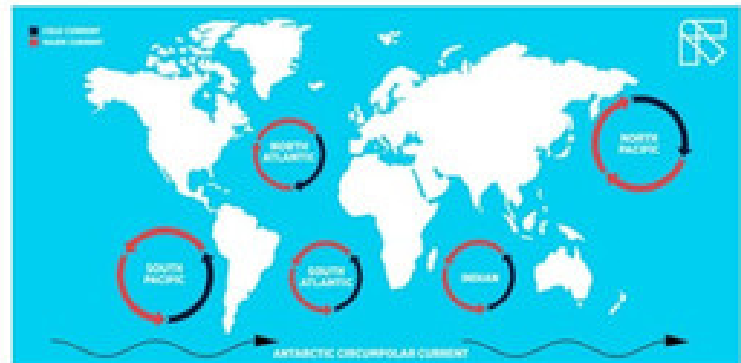 COLD CURRENT
WARM CURRENT
NORTH
ATLANTIC
NORTH
PACIFIC
SOUTH
PACIFIC
SOUTH
ATLANTIC
INDIAN
ANTARCTIC CIRCUMPOLAR CURRENT